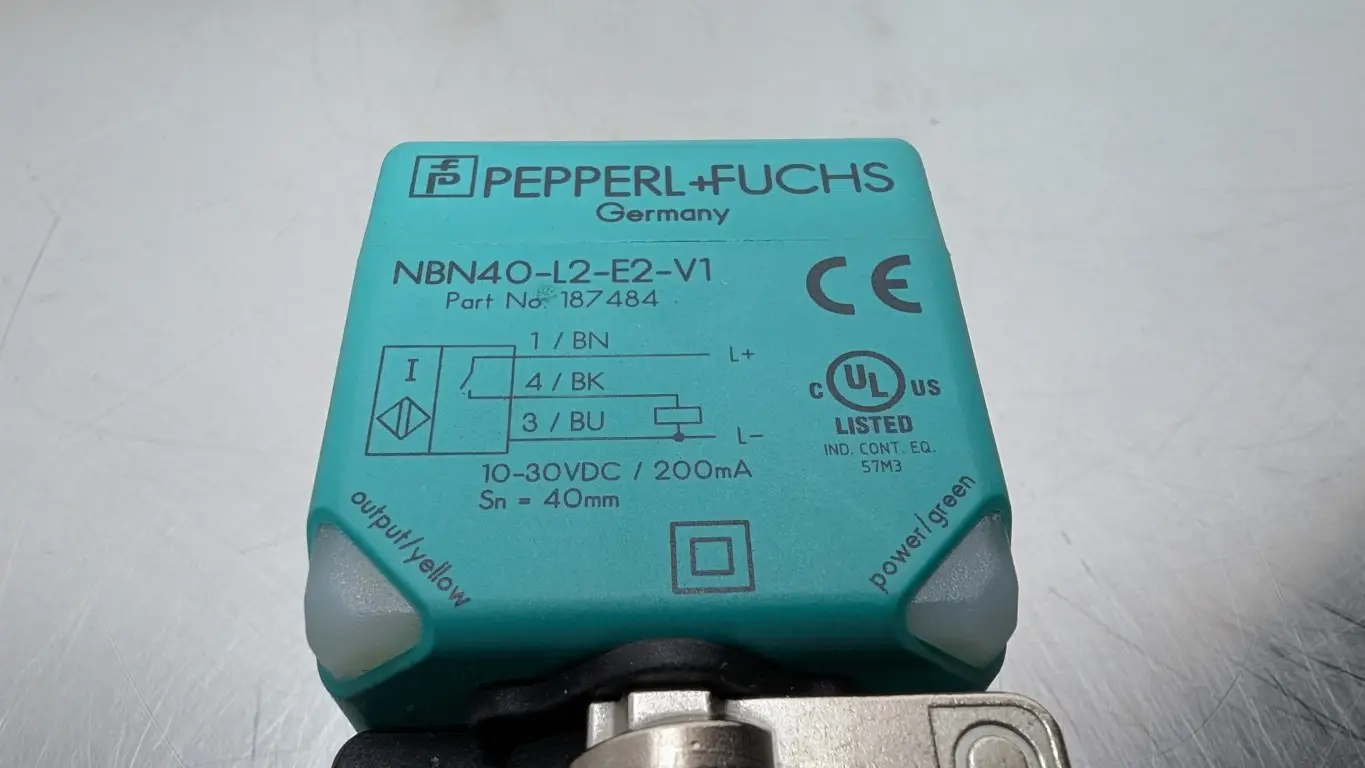 PEPPERL+FUCHS
Germany
NBN40-L2-E2-V1
Part No. 187484
CE
I
1 / BN
L+
4 / BK
3 / BU
L-
10-30VDC / 200mA
Sn = 40mm
C UL US
LISTED
IND. CONT. EQ.
57M3
output/yellow
power/green